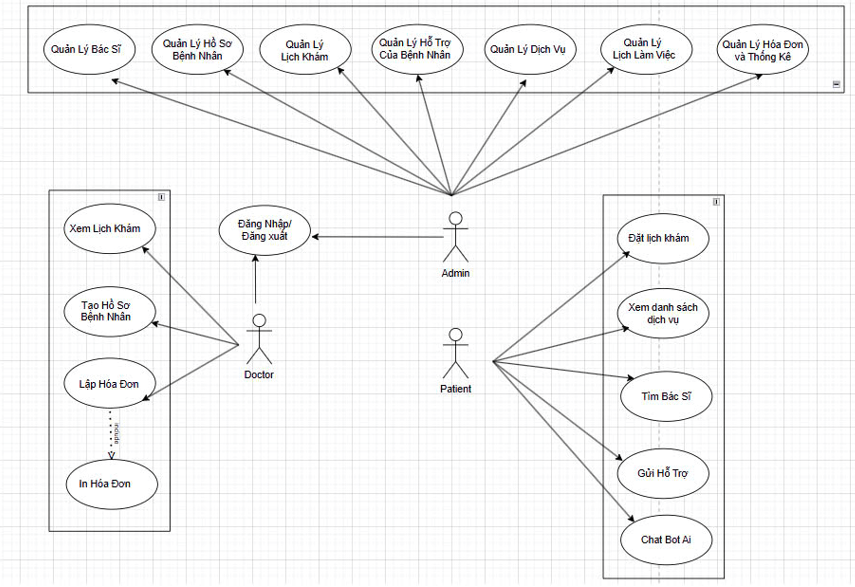 Quản Lý Bác Sĩ
Quản Lý Hồ Sơ
Bệnh Nhân
Quản Lý
Lịch Khám
Quản Lý Hỗ Trợ
Của Bệnh Nhân
Quản Lý Dịch Vụ
Quản Lý
Lịch Làm Việc
Quản Lý Hóa Đơn
và Thống Kê
Xem Lịch Khám
Tạo Hồ Sơ
Bệnh Nhân
Lập Hóa Đơn
include
In Hóa Đơn
Đăng Nhập/
Đăng xuất
Doctor
Admin
Patient
Đặt lịch khám
Xem danh sách
dịch vụ
Tìm Bác Sĩ
Gửi Hỗ Trợ
Chat Bot Ai